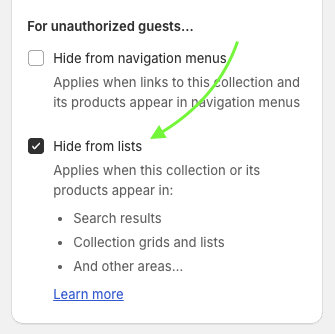 For unauthorized guests...
Hide from navigation menus
Applies when links to this collection and
its products appear in navigation menus
Hide from lists
Applies when this collection or its
products appear in:
• Search results
• Collection grids and lists
• And other areas...
Learn more